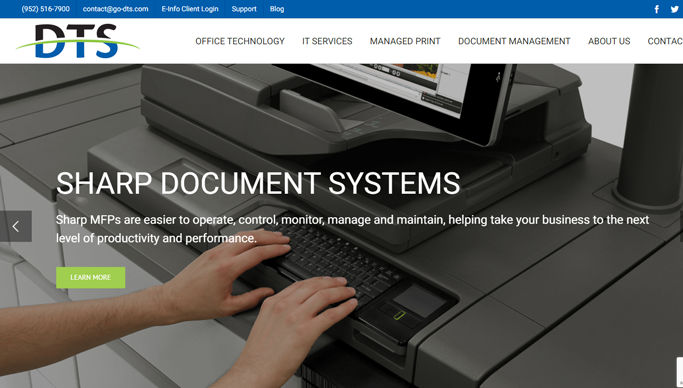 (952) 516-7900 contact@go-dts.com E-Info Client Login Support Blog
DTS
OFFICE TECHNOLOGY IT SERVICES MANAGED PRINT DOCUMENT MANAGEMENT ABOUT US CONTAC
SHARP DOCUMENT SYSTEMS
Sharp MFPs are easier to operate, control, monitor, manage and maintain, helping take your business to the next
level of productivity and performance.
LEARN MORE